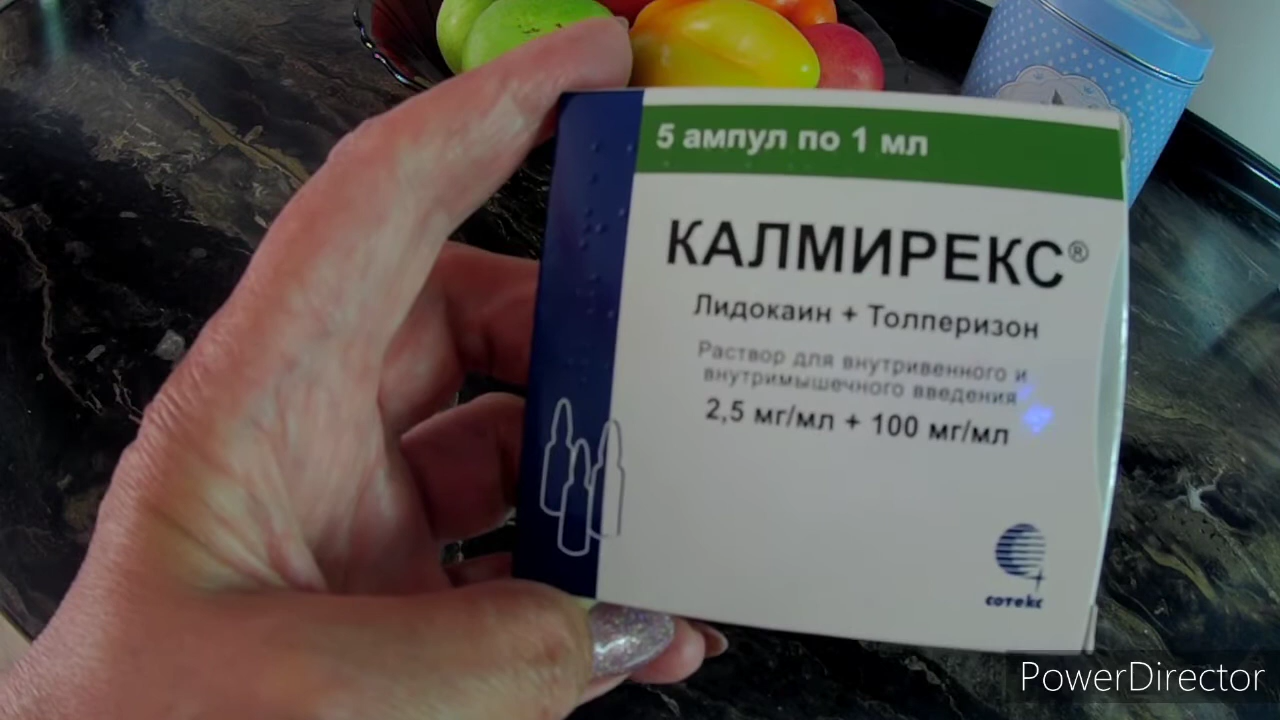 5 ампул по 1 мл
КАЛМИРЕКС®
Лидокаин + Толперизон
Раствор для внутривенного и
внутримышечного введения
2,5 мг/мл + 100 мг/мл
сотекс
PowerDirector